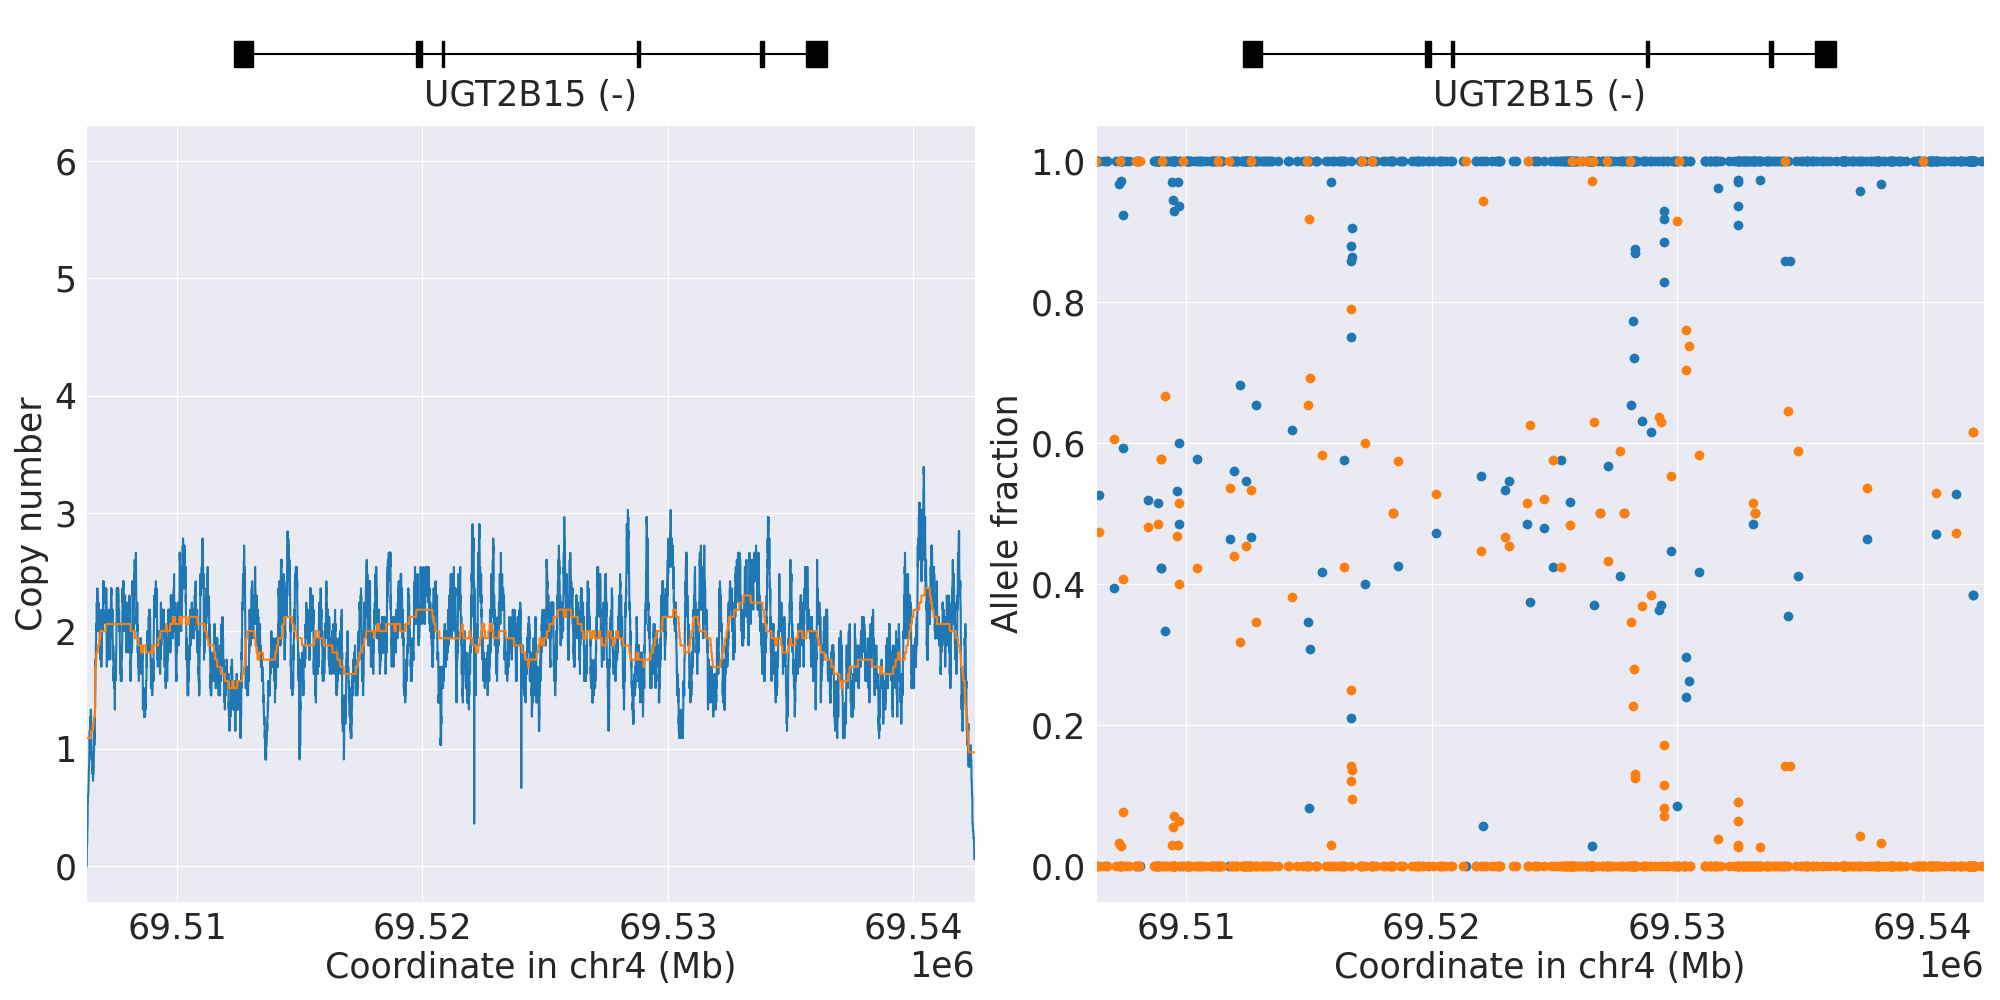 UGT2B15 (-)
6
5
4
3
2
1
0
Copy number
69.51 69.52 69.53 69.54
Coordinate in chr4 (Mb)
1e6
UGT2B15 (-)
1.0
0.8
0.6
0.4
0.2
0.0
Allele fraction
69.51 69.52 69.53 69.54
Coordinate in chr4 (Mb)
1e6